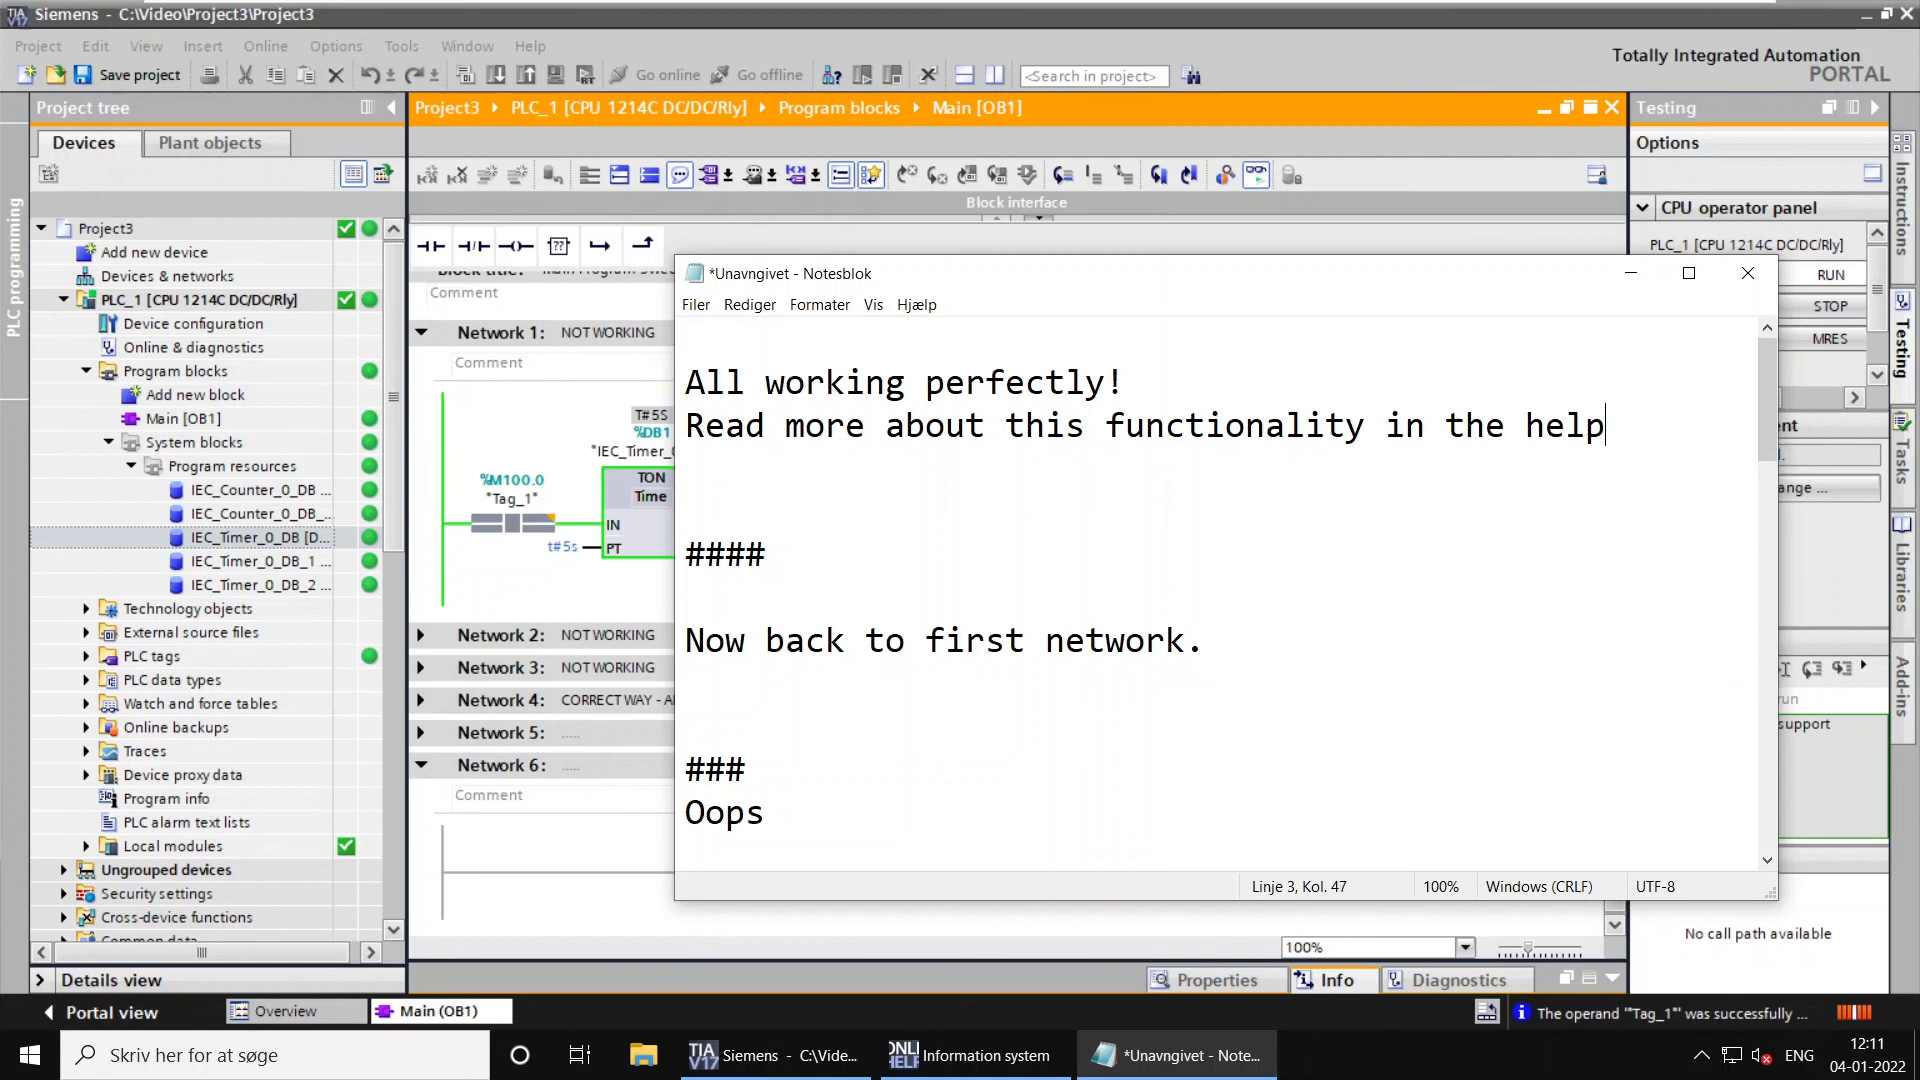 Siemens - C:\Video\Project3\Project3
Project Edit View Insert Online Options Tools Window Help
Totally Integrated Automation
PORTAL
Save project
Go online
Go offline
<Search in project>
Project tree
Project3 PLC_1 [CPU 1214C DC/DC/Rly] Program blocks Main [OB1]
Testing
Devices
Plant objects
Options
PLC programming
Block interface
CPU operator panel
PLC_1 [CPU 1214C DC/DC/Rly]
RUN
STOP
MRES
Instructions
Testing
Tasks
Libraries
Add-ins
Project3
Add new device
Devices & networks
PLC_1 [CPU 1214C DC/DC/Rly]
Device configuration
Online & diagnostics
Program blocks
Add new block
Main [OB1]
System blocks
Program resources
IEC_Counter_0_DB ...
IEC_Counter_0_DB_...
IEC_Timer_0_DB [D...
IEC_Timer_0_DB_1 ...
IEC_Timer_0_DB_2 ...
Technology objects
External source files
PLC tags
PLC data types
Watch and force tables
Online backups
Traces
Device proxy data
Program info
PLC alarm text lists
Local modules
Ungrouped devices
Security settings
Cross-device functions
Common data
Details view
Comment
Network 1: NOT WORKING
Comment
T#5S
%DB1
"IEC_Timer_0
%M100.0
"Tag_1"
TON
Time
IN
t#5s
PT
Network 2: NOT WORKING
Network 3: NOT WORKING
Network 4: CORRECT WAY - A
Network 5: .....
Network 6: .....
Comment
*Unavngivet - Notesblok
Filer Rediger Formater Vis Hjælp
All working perfectly!
Read more about this functionality in the help
####
Now back to first network.
###
Oops
Linje 3, Kol. 47
100%
Windows (CRLF)
UTF-8
ent
ange ...
run
support
No call path available
100%
Properties
Info
Diagnostics
Portal view
Overview
Main (OB1)
The operand '"Tag_1"' was successfully ...
Skriv her for at søge
TIA V17
Siemens - C:\Vide...
ONLI HELP
Information system
*Unavngivet - Note...
ENG
12:11
04-01-2022